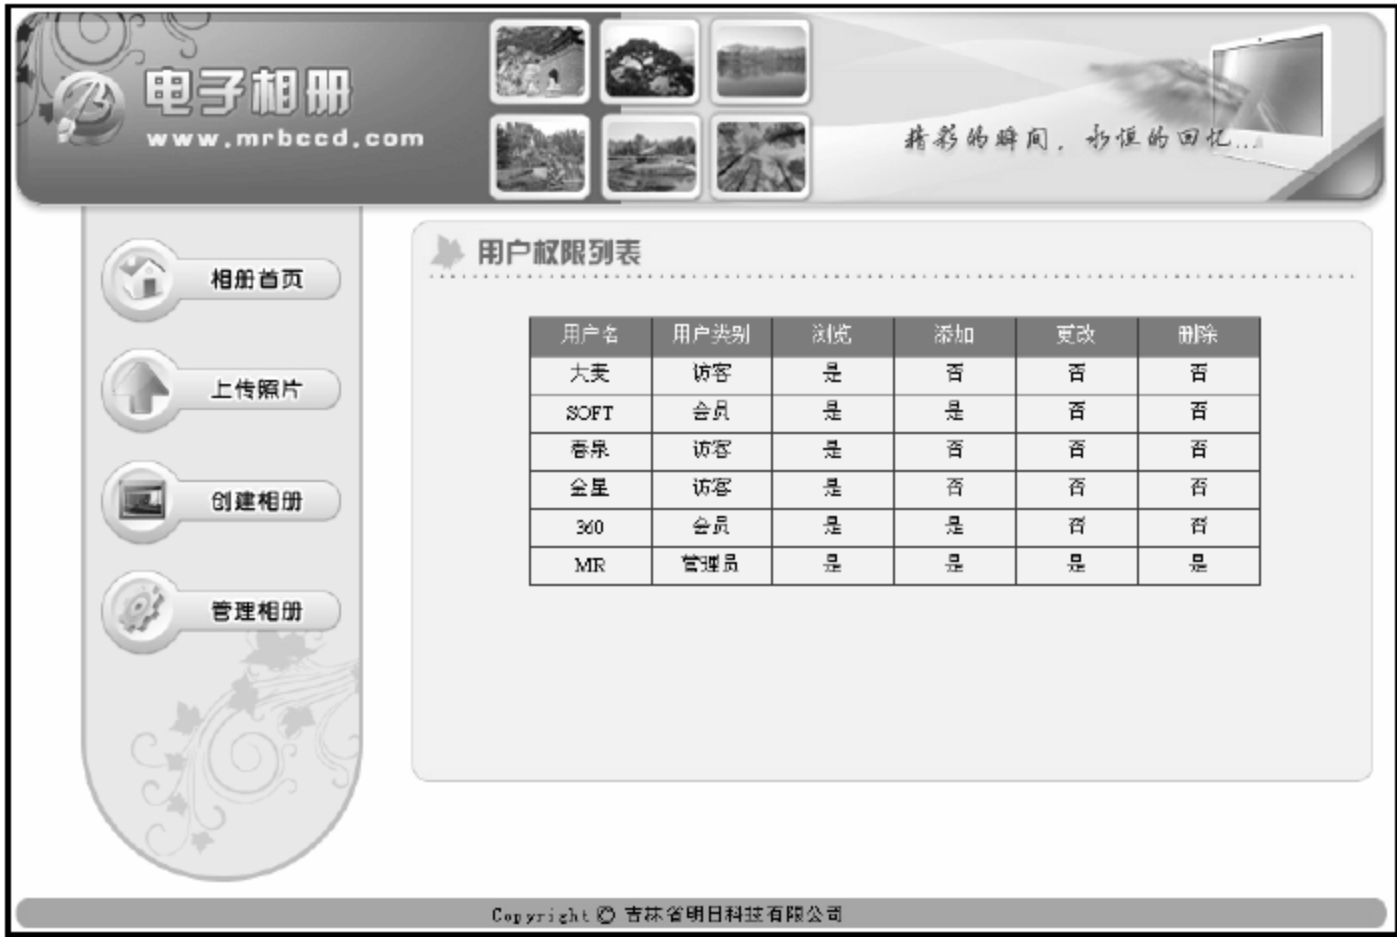 电子相册
www.mrbccd.com
精彩的瞬间，永恒的回忆...
相册首页
上传照片
创建相册
管理相册
用户权限列表
用户名 用户类别 浏览 添加 更改 删除
大麦 访客 是 否 否 否
SOFT 会员 是 是 否 否
春泉 访客 是 否 否 否
金星 访客 是 否 否 否
360 会员 是 是 否 否
MR 管理员 是 是 是 是
Copyright © 吉林省明日科技有限公司